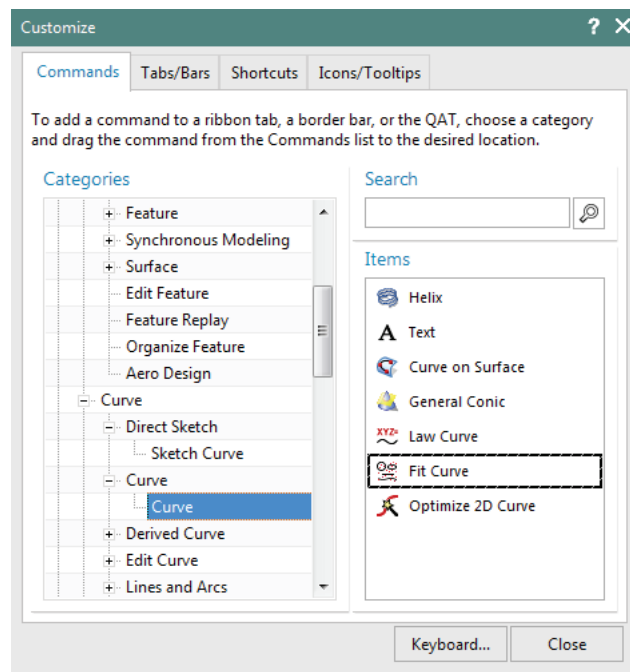 Customize
? X
Commands
Tabs/Bars
Shortcuts
Icons/Tooltips
To add a command to a ribbon tab, a border bar, or the QAT, choose a category
and drag the command from the Commands list to the desired location.
Categories
Feature
Synchronous Modeling
Surface
Edit Feature
Feature Replay
Organize Feature
Aero Design
Curve
Direct Sketch
Sketch Curve
Curve
Curve
Derived Curve
Edit Curve
Lines and Arcs
Search
Items
Helix
A Text
Curve on Surface
General Conic
XYZ= Law Curve
Fit Curve
Optimize 2D Curve
Keyboard...
Close